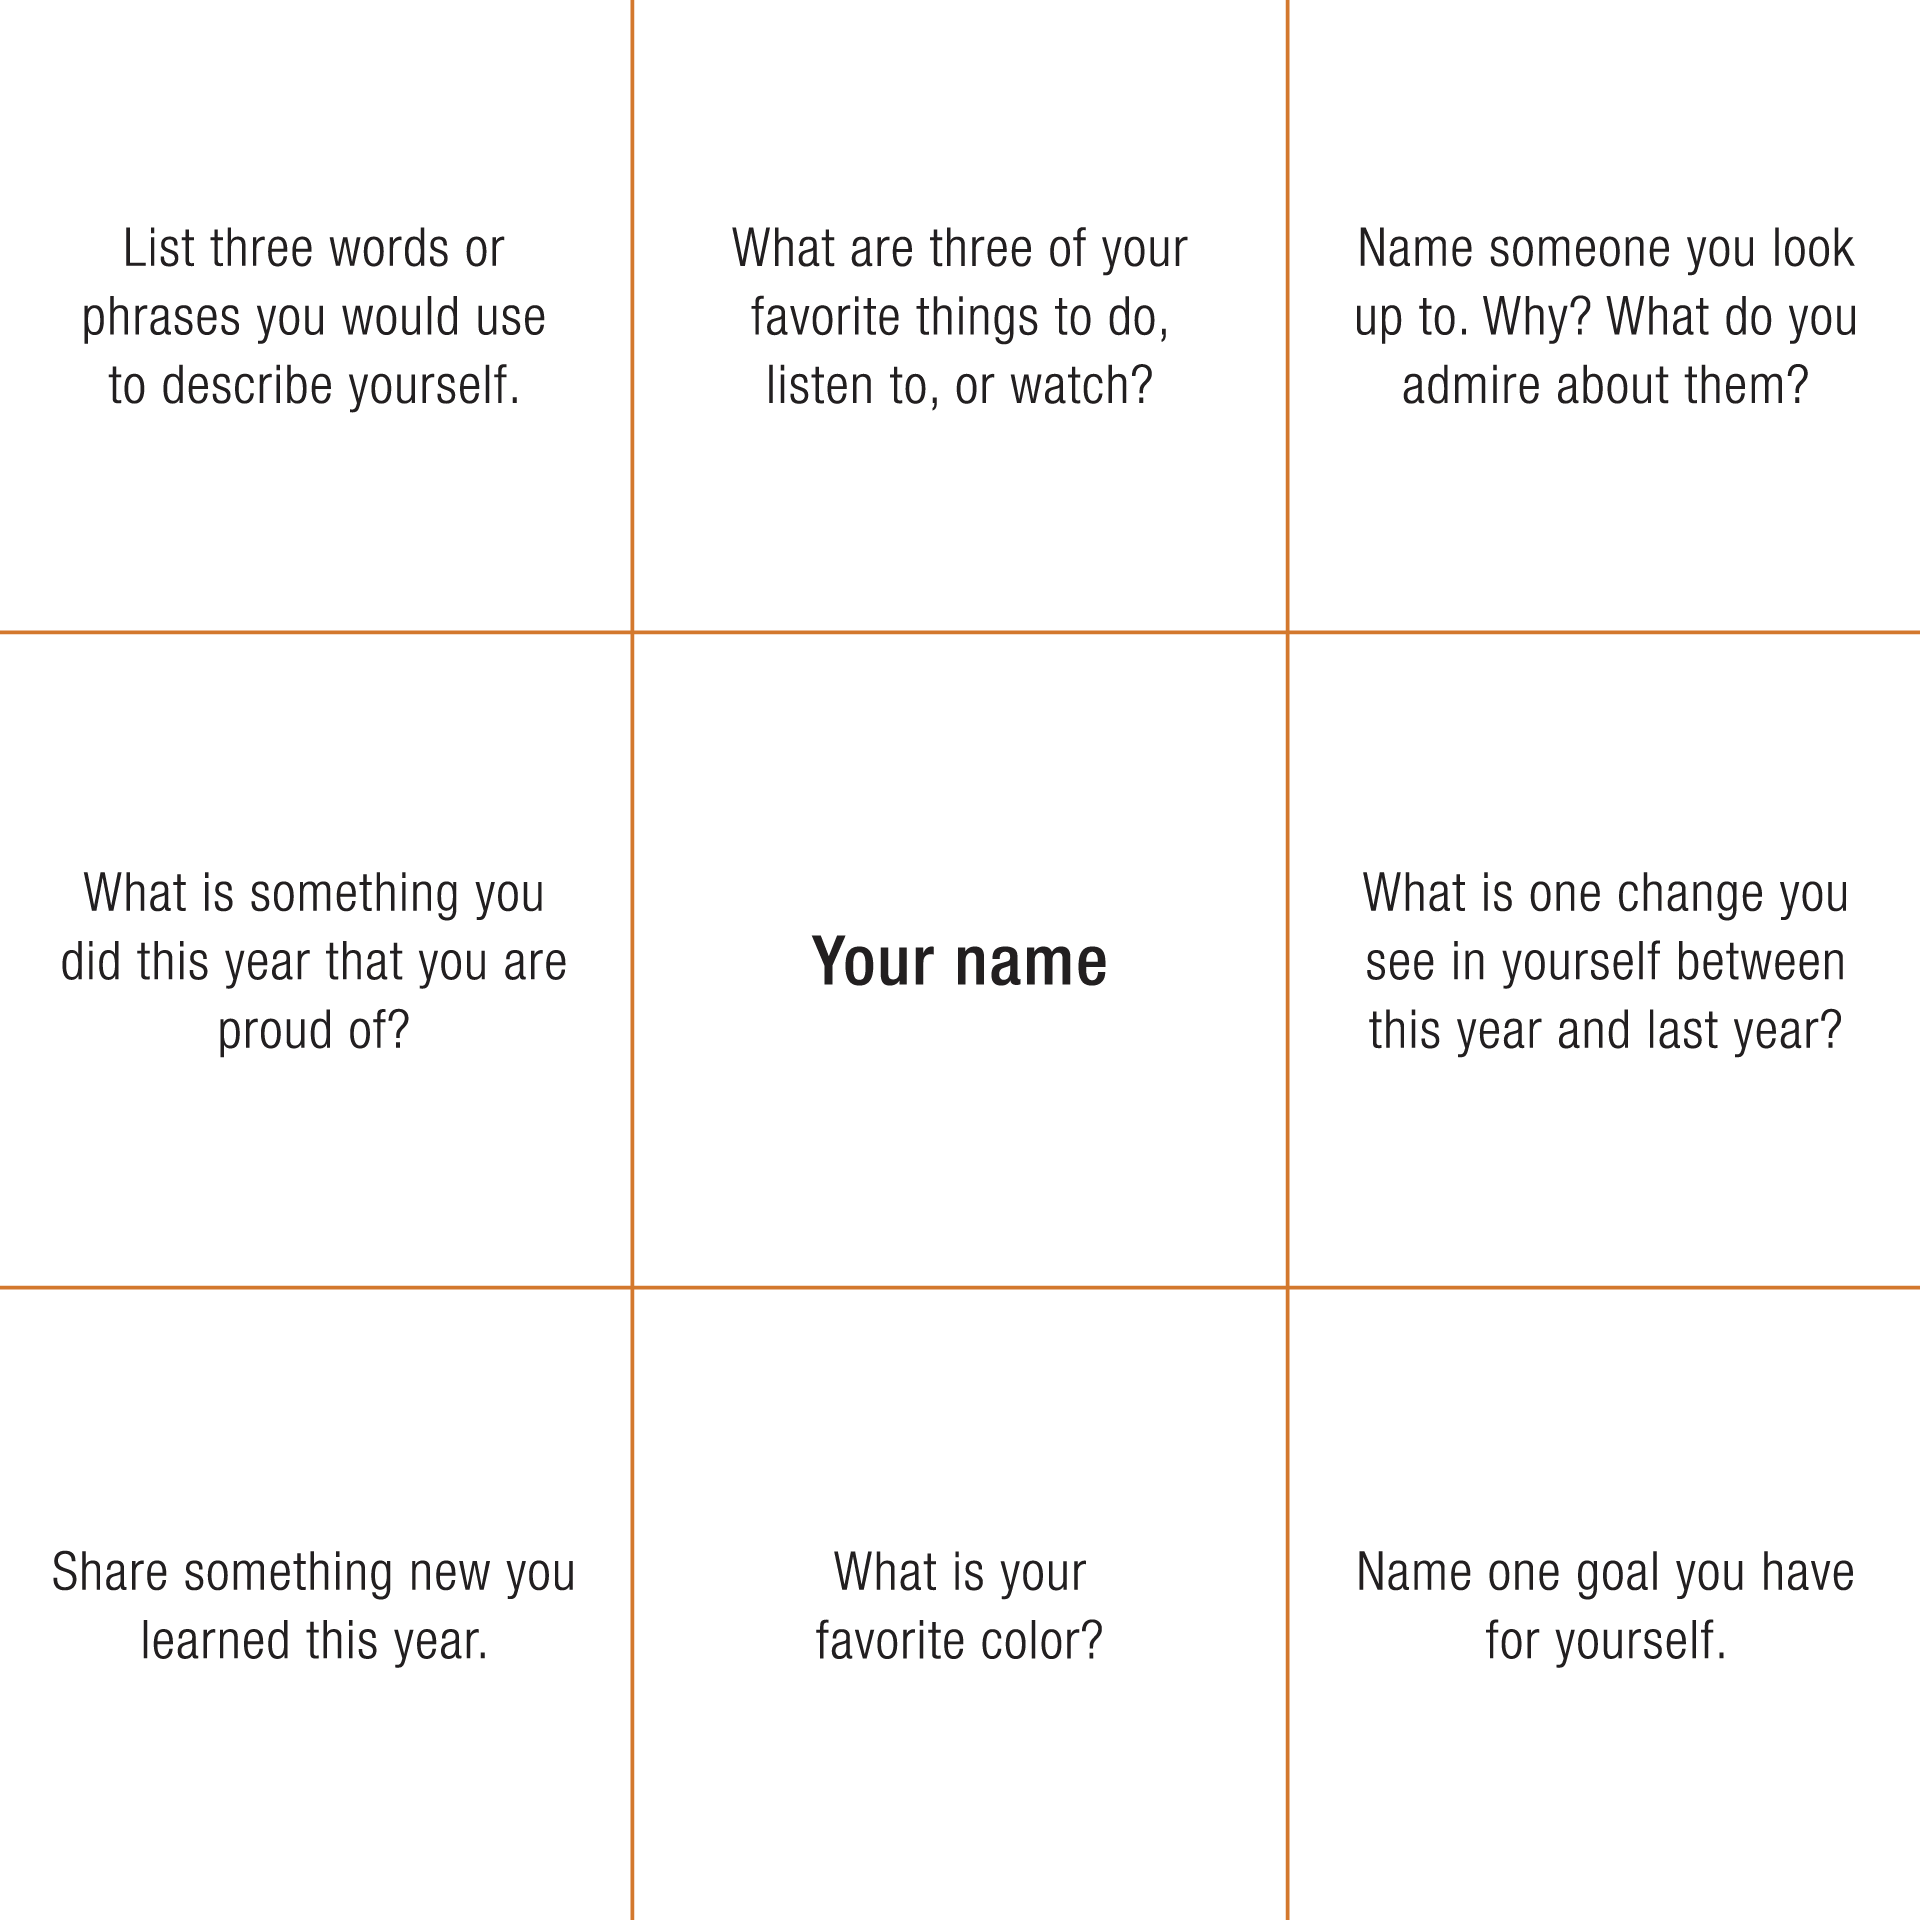 List three words or
phrases you would use
to describe yourself.
What are three of your
favorite things to do,
listen to, or watch?
Name someone you look
up to. Why? What do you
admire about them?
What is something you
did this year that you are
proud of?
Your name
What is one change you
see in yourself between
this year and last year?
Share something new you
learned this year.
What is your
favorite color?
Name one goal you have
for yourself.